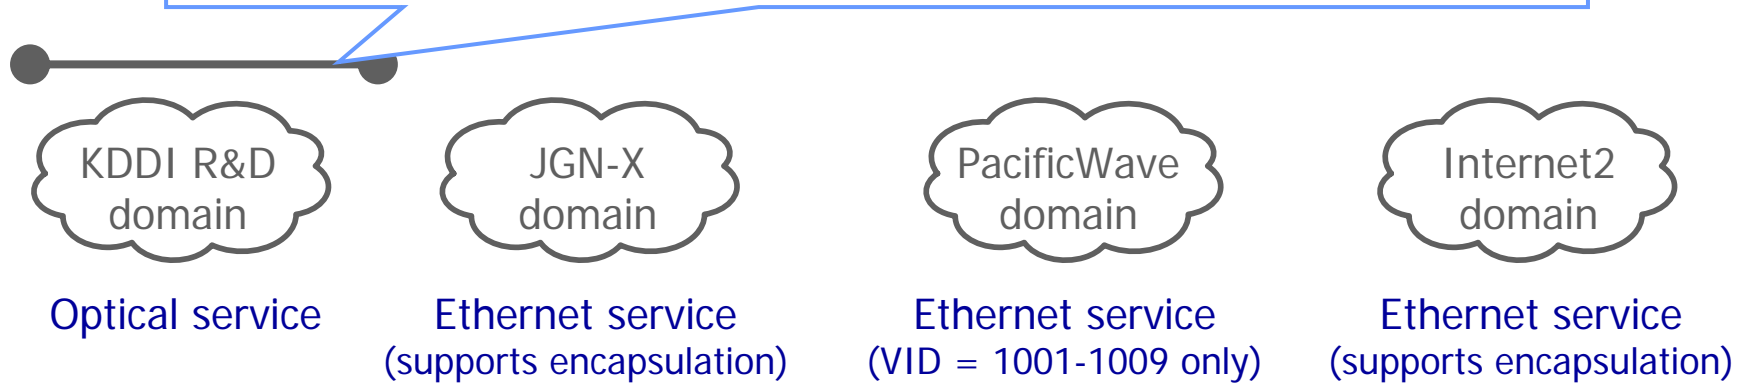 KDDI R&D
domain
JGN-X
domain
PacificWave
domain
Internet2
domain
Optical service
Ethernet service
(supports encapsulation)
Ethernet service
(VID = 1001-1009 only)
Ethernet service
(supports encapsulation)